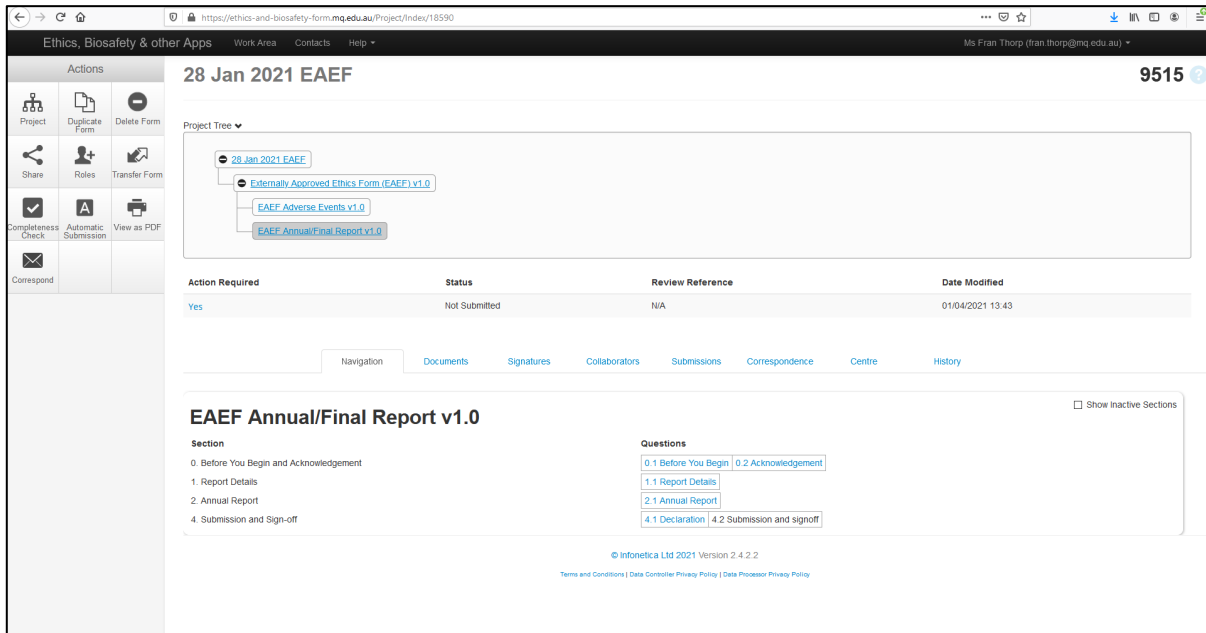 https://ethics-and-biosafety-form.mq.edu.au/Project/Index/18590
Ethics, Biosafety & other Apps Work Area Contacts Help Ms Fran Thorp (fran.thorp@mq.edu.au)
Actions
28 Jan 2021 EAEF 9515 ?
Project
Duplicate Form
Delete Form
Project Tree
28 Jan 2021 EAEF
Share
Roles
Transfer Form
Externally Approved Ethics Form (EAEF) v1.0
EAEF Adverse Events v1.0
A
Completeness Check
Automatic Submission
View as PDF
EAEF Annual/Final Report v1.0
Correspond
Action Required Status Review Reference Date Modified
Yes Not Submitted N/A 01/04/2021 13:43
Navigation Documents Signatures Collaborators Submissions Correspondence Centre History
Show Inactive Sections
EAEF Annual/Final Report v1.0
Section Questions
0. Before You Begin and Acknowledgement 0.1 Before You Begin 0.2 Acknowledgement
1. Report Details 1.1 Report Details
2. Annual Report 2.1 Annual Report
4. Submission and Sign-off 4.1 Declaration 4.2 Submission and signoff
© Infonetica Ltd 2021 Version 2.4.2.2
Terms and Conditions | Data Controller Privacy Policy | Data Processor Privacy Policy